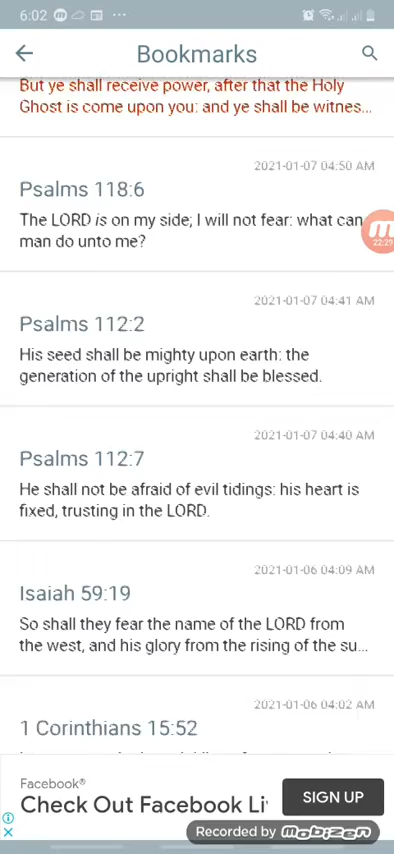 6:02
Bookmarks
But ye shall receive power, after that the Holy
Ghost is come upon you: and ye shall be witnes...
2021-01-07 04:50 AM
Psalms 118:6
The LORD is on my side; I will not fear: what can
man do unto me?
22:29
2021-01-07 04:41 AM
Psalms 112:2
His seed shall be mighty upon earth: the
generation of the upright shall be blessed.
2021-01-07 04:40 AM
Psalms 112:7
He shall not be afraid of evil tidings: his heart is
fixed, trusting in the LORD.
2021-01-06 04:09 AM
Isaiah 59:19
So shall they fear the name of the LORD from
the west, and his glory from the rising of the su...
2021-01-06 04:02 AM
1 Corinthians 15:52
Facebook®
Check Out Facebook Li
SIGN UP
Recorded by mobizen